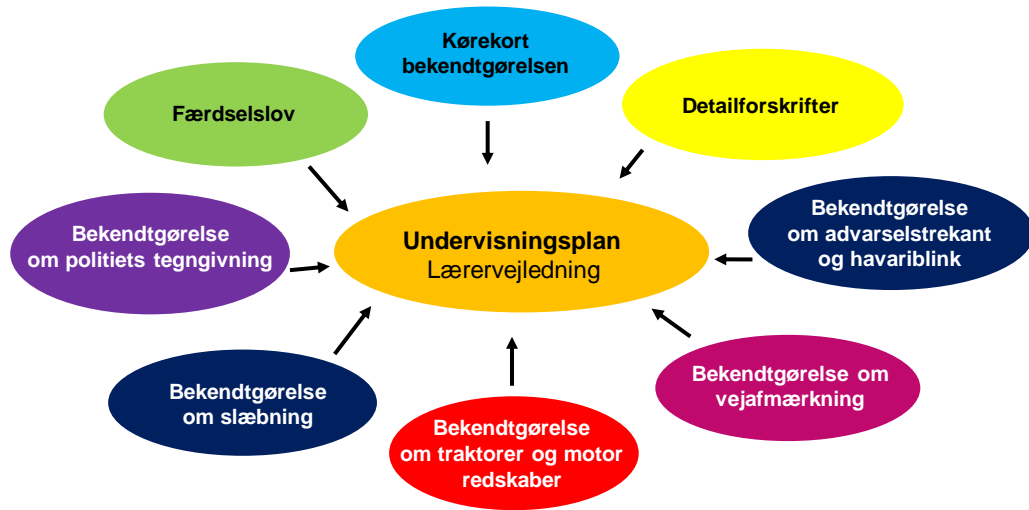 Kørekort
bekendtgørelsen
Færdselslov
Detailforskrifter
Bekendtgørelse
om politiets tegngivning
Undervisningsplan
Lærervejledning
Bekendtgørelse
om advarselstrekant
og havariblink
Bekendtgørelse
om slæbning
Bekendtgørelse
om traktorer og motor
redskaber
Bekendtgørelse om
vejafmærkning